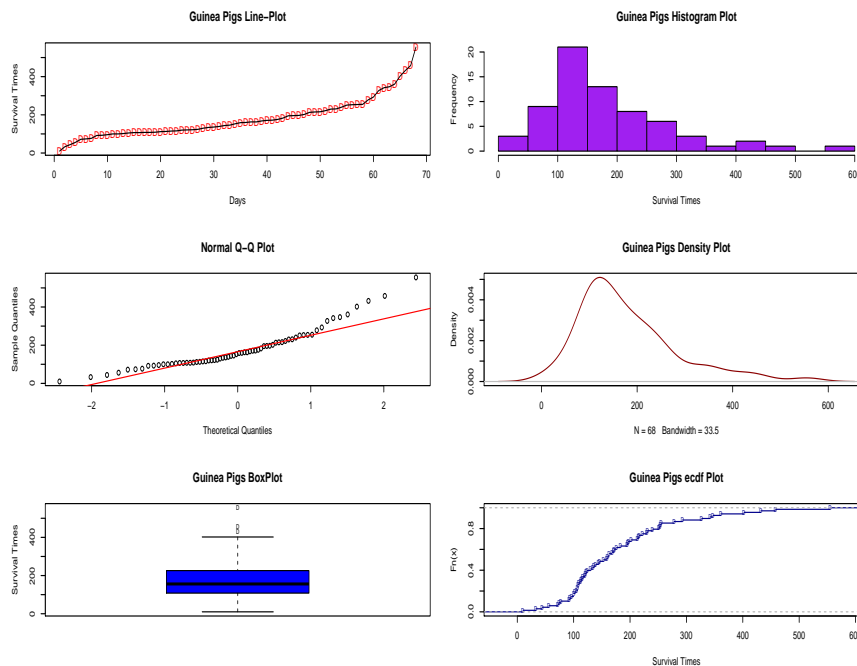 Guinea Pigs Line−Plot
Survival Times
0 200 400
0 10 20 30 40 50 60 70
Days
Guinea Pigs Histogram Plot
Frequency
0 5 10 15 20
0 100 200 300 400 500 600
Survival Times
Normal Q−Q Plot
Sample Quantiles
0 200 400
−2 −1 0 1 2
Theoretical Quantiles
Guinea Pigs Density Plot
Density
0.000 0.002 0.004
0 200 400 600
N = 68 Bandwidth = 33.5
Guinea Pigs BoxPlot
Survival Times
0 200 400
Guinea Pigs ecdf Plot
Fn(x)
0.0 0.4 0.8
0 100 200 300 400 500 600
Survival Times